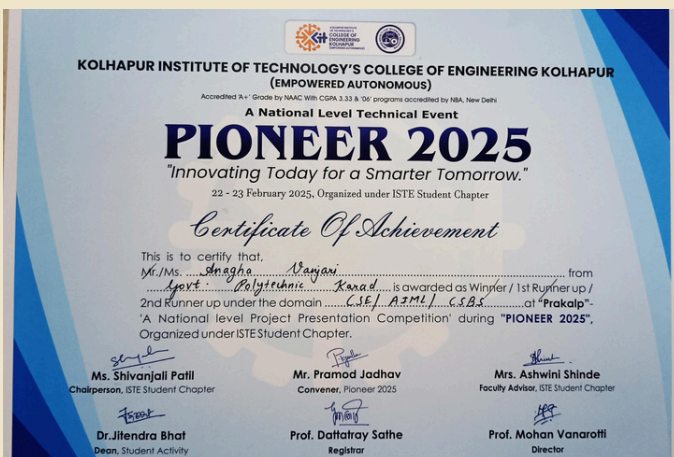 KOLHAPUR INSTITUTE OF TECHNOLOGY'S COLLEGE OF ENGINEERING KOLHAPUR
(EMPOWERED AUTONOMOUS)
Accredited 'A+' Grade by NAAC With CGPA 3.33 & '06' programs accredited by NBA, New Delhi
A National Level Technical Event
PIONEER 2025
"Innovating Today for a Smarter Tomorrow."
22 - 23 February 2025, Organized under ISTE Student Chapter
Certificate Of Achievement
This is to certify that,
Mr./Ms. Anagha Vanjari from
Govt. Polytechnic Karad is awarded as Winner / 1st Runner up /
2nd Runner up under the domain CSE/ AIML/ CSBS at "Prakalp"-
'A National level Project Presentation Competition' during "PIONEER 2025",
Organized under ISTE Student Chapter.
Ms. Shivanjali Patil
Chairperson, ISTE Student Chapter
Mr. Pramod Jadhav
Convener, Pioneer 2025
Mrs. Ashwini Shinde
Faculty Advisor, ISTE Student Chapter
Dr.Jitendra Bhat
Dean, Student Activity
Prof. Dattatray Sathe
Registrar
Prof. Mohan Vanarotti
Director